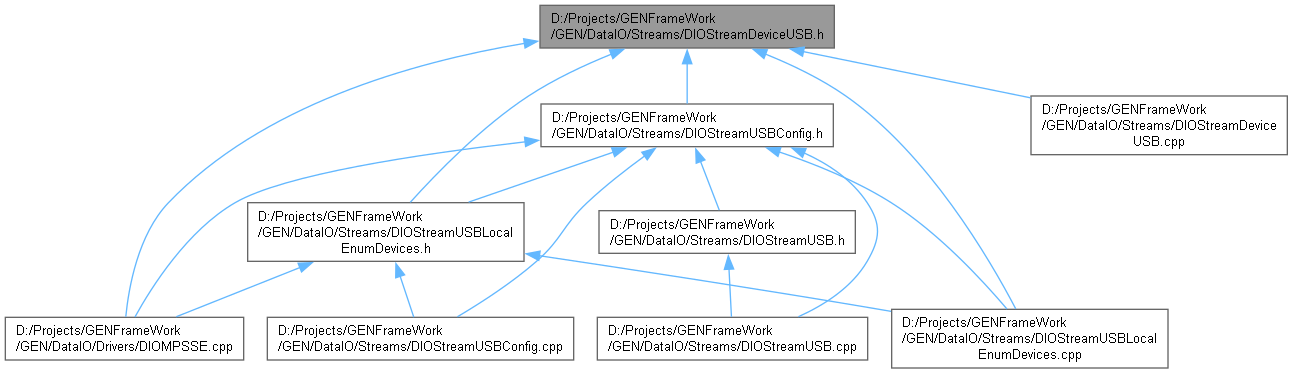 D:/Projects/GENFrameWork
/GEN/DataIO/Streams/DIOStreamDeviceUSB.h
D:/Projects/GENFrameWork
/GEN/DataIO/Streams/DIOStreamUSBConfig.h
D:/Projects/GENFrameWork
/GEN/DataIO/Streams/DIOStreamDevice
USB.cpp
D:/Projects/GENFrameWork
/GEN/DataIO/Streams/DIOStreamUSBLocal
EnumDevices.h
D:/Projects/GENFrameWork
/GEN/DataIO/Streams/DIOStreamUSB.h
D:/Projects/GENFrameWork
/GEN/DataIO/Drivers/DIOMPSSE.cpp
D:/Projects/GENFrameWork
/GEN/DataIO/Streams/DIOStreamUSBConfig.cpp
D:/Projects/GENFrameWork
/GEN/DataIO/Streams/DIOStreamUSB.cpp
D:/Projects/GENFrameWork
/GEN/DataIO/Streams/DIOStreamUSBLocal
EnumDevices.cpp